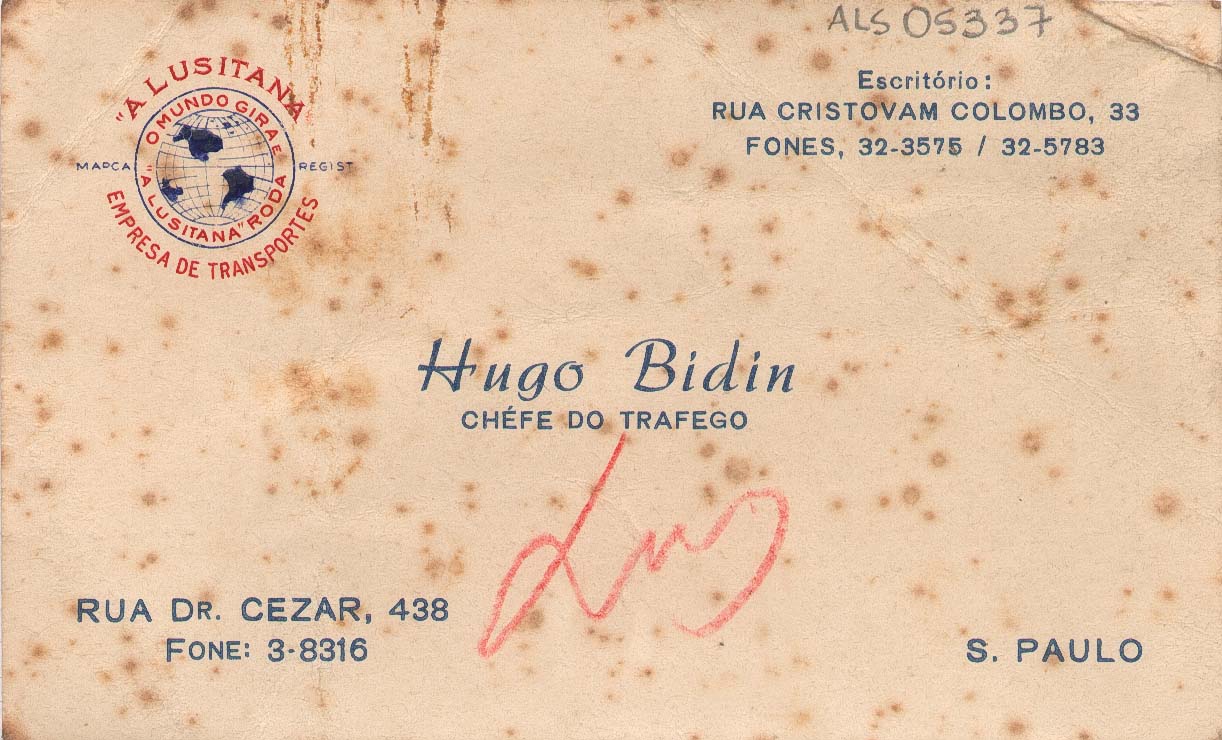 ALS 05337
"A LUSITANA
O MUNDO GIRA E
"A LUSITANA" RODA
MARCA REGIST
EMPRESA DE TRANSPORTES
Escritório:
RUA CRISTOVAM COLOMBO, 33
FONES, 32-3575 / 32-5783
Hugo Bidin
CHÉFE DO TRAFEGO
RUA DR. CEZAR, 438
FONE: 3-8316
S. PAULO